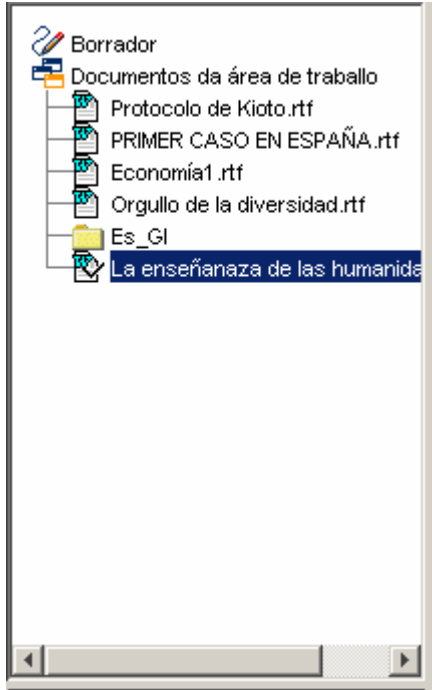 Borrador
Documentos da área de traballo
Protocolo de Kioto.rtf
PRIMER CASO EN ESPAÑA.rtf
Economía1.rtf
Orgullo de la diversidad.rtf
Es_Gl
La enseñanaza de las humanida